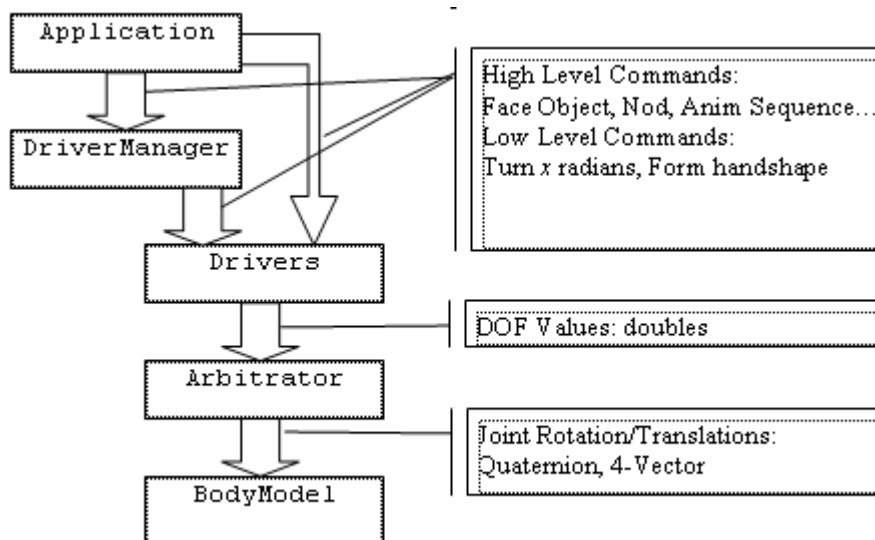 Application
High Level Commands:
Face Object, Nod, Anim Sequence...
Low Level Commands:
Turn x radians, Form handshape
DriverManager
Drivers
DOF Values: doubles
Arbitrator
Joint Rotation/Translations:
Quaternion, 4-Vector
BodyModel